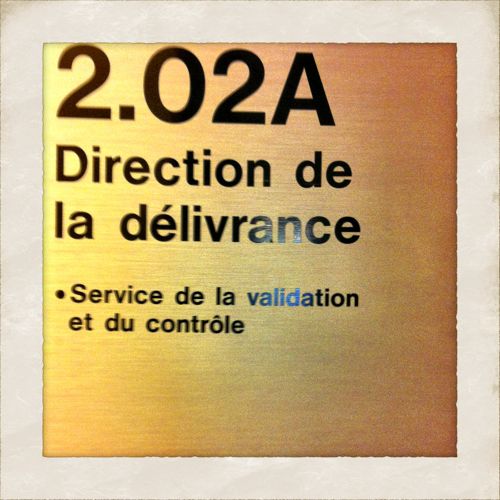 2.02A
Direction de
la délivrance
• Service de la validation
et du contrôle